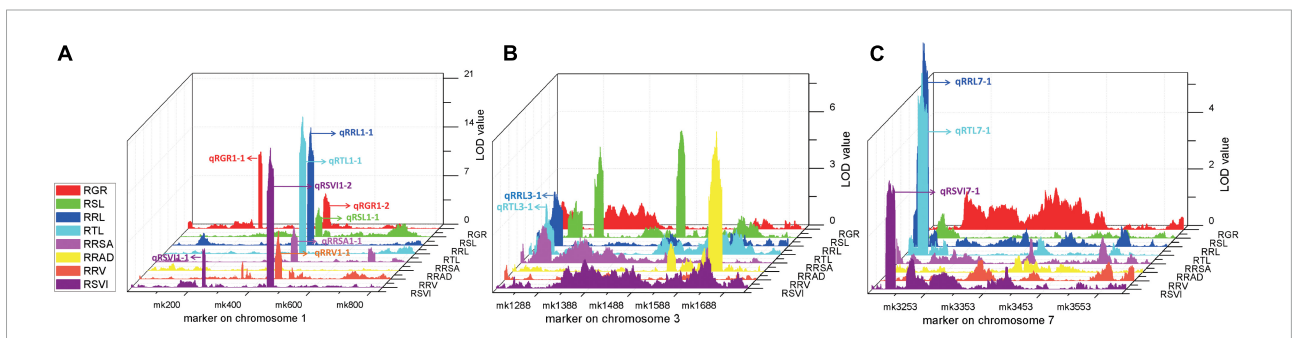 A
21
14
7
0
LOD value
qRRL1-1
qRGR1-1
qRTL1-1
qRSVI1-2
qRGR1-2
qRSL1-1
qRRSA1-1
qRRV1-1
qRSVI1-1
RGR
RSL
RRL
RTL
RRSA
RRAD
RRV
RSVI
RGR
RSL
RRL
RTL
RRSA
RRAD
RRV
RSVI
mk200
mk400
mk600
mk800
marker on chromosome 1
B
6
3
0
LOD value
qRRL3-1
qRTL3-1
RGR
RSL
RRL
RTL
RRSA
RRAD
RRV
RSVI
mk1288
mk1388
mk1488
mk1588
mk1688
marker on chromosome 3
C
4
2
0
LOD value
qRRL7-1
qRTL7-1
qRSVI7-1
RGR
RSL
RRL
RTL
RRSA
RRAD
RRV
RSVI
mk3253
mk3353
mk3453
mk3553
marker on chromosome 7